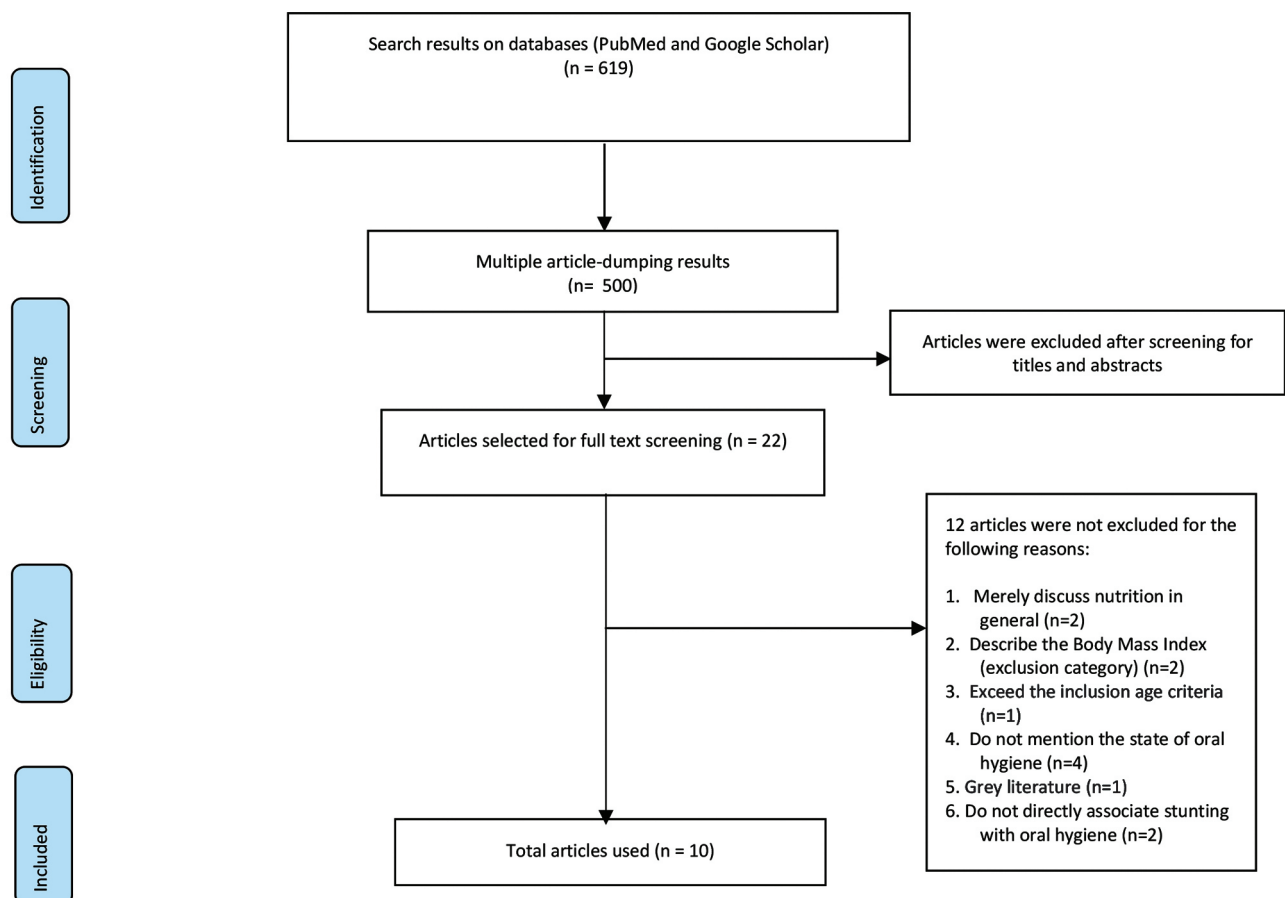 Identification
Search results on databases (PubMed and Google Scholar)
(n = 619)
Multiple article-dumping results
(n= 500)
Screening
Articles were excluded after screening for
titles and abstracts
Articles selected for full text screening (n = 22)
Eligibility
12 articles were not excluded for the
following reasons:
1. Merely discuss nutrition in
general (n=2)
2. Describe the Body Mass Index
(exclusion category) (n=2)
3. Exceed the inclusion age criteria
(n=1)
4. Do not mention the state of oral
hygiene (n=4)
5. Grey literature (n=1)
6. Do not directly associate stunting
with oral hygiene (n=2)
Included
Total articles used (n = 10)